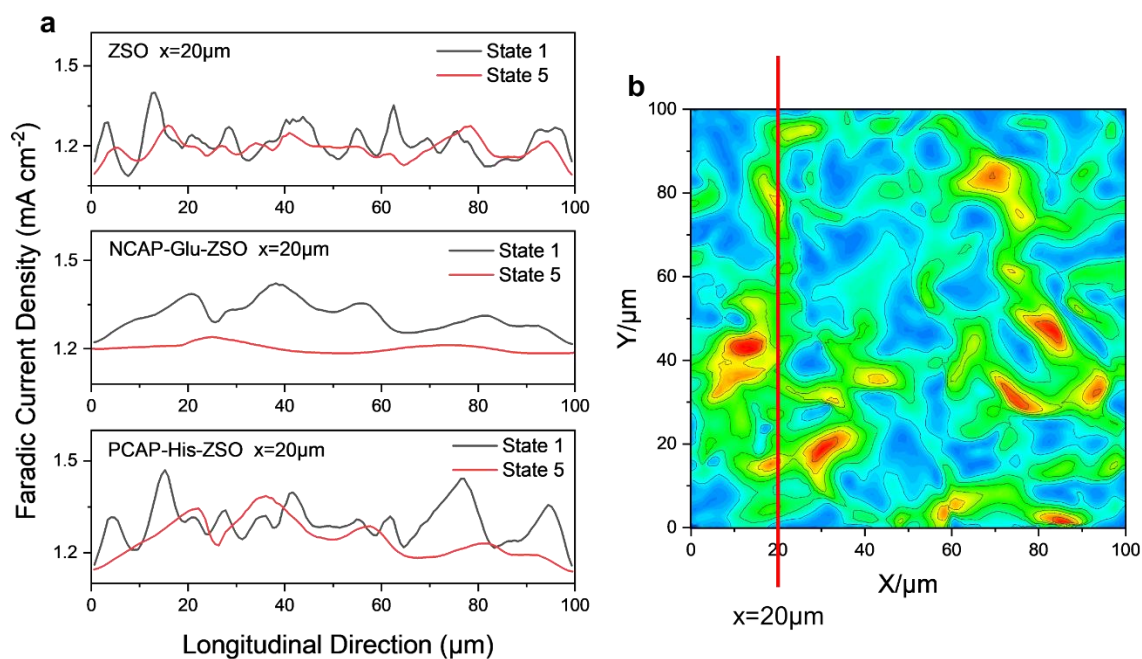 a
ZSO x=20μm
State 1
State 5
1.5
1.2
0 20 40 60 80 100
NCAP-Glu-ZSO x=20μm
State 1
State 5
1.5
1.2
0 20 40 60 80 100
PCAP-His-ZSO x=20μm
State 1
State 5
1.5
1.2
0 20 40 60 80 100
Faradic Current Density (mA cm-2)
Longitudinal Direction (μm)
b
100
80
60
40
20
0
Y/μm
0 20 40 60 80 100
X/μm
x=20μm